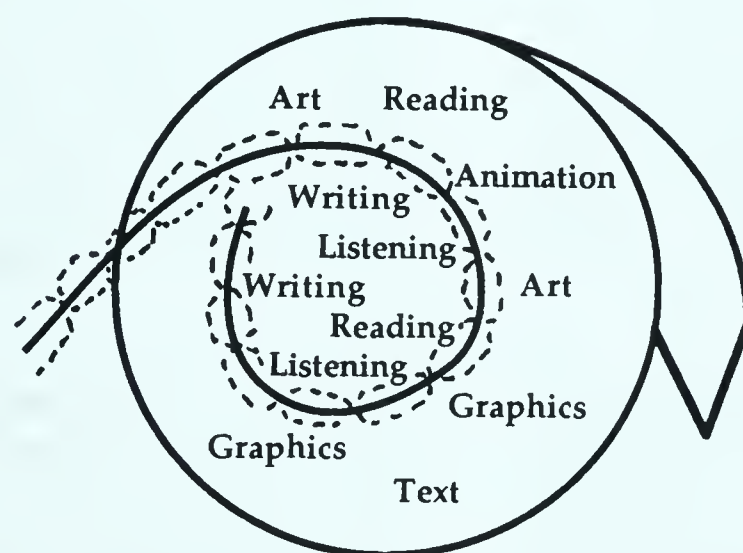 Art Reading
Animation
Writing
Listening
Art
Writing
Reading
Listening
Graphics
Graphics
Text